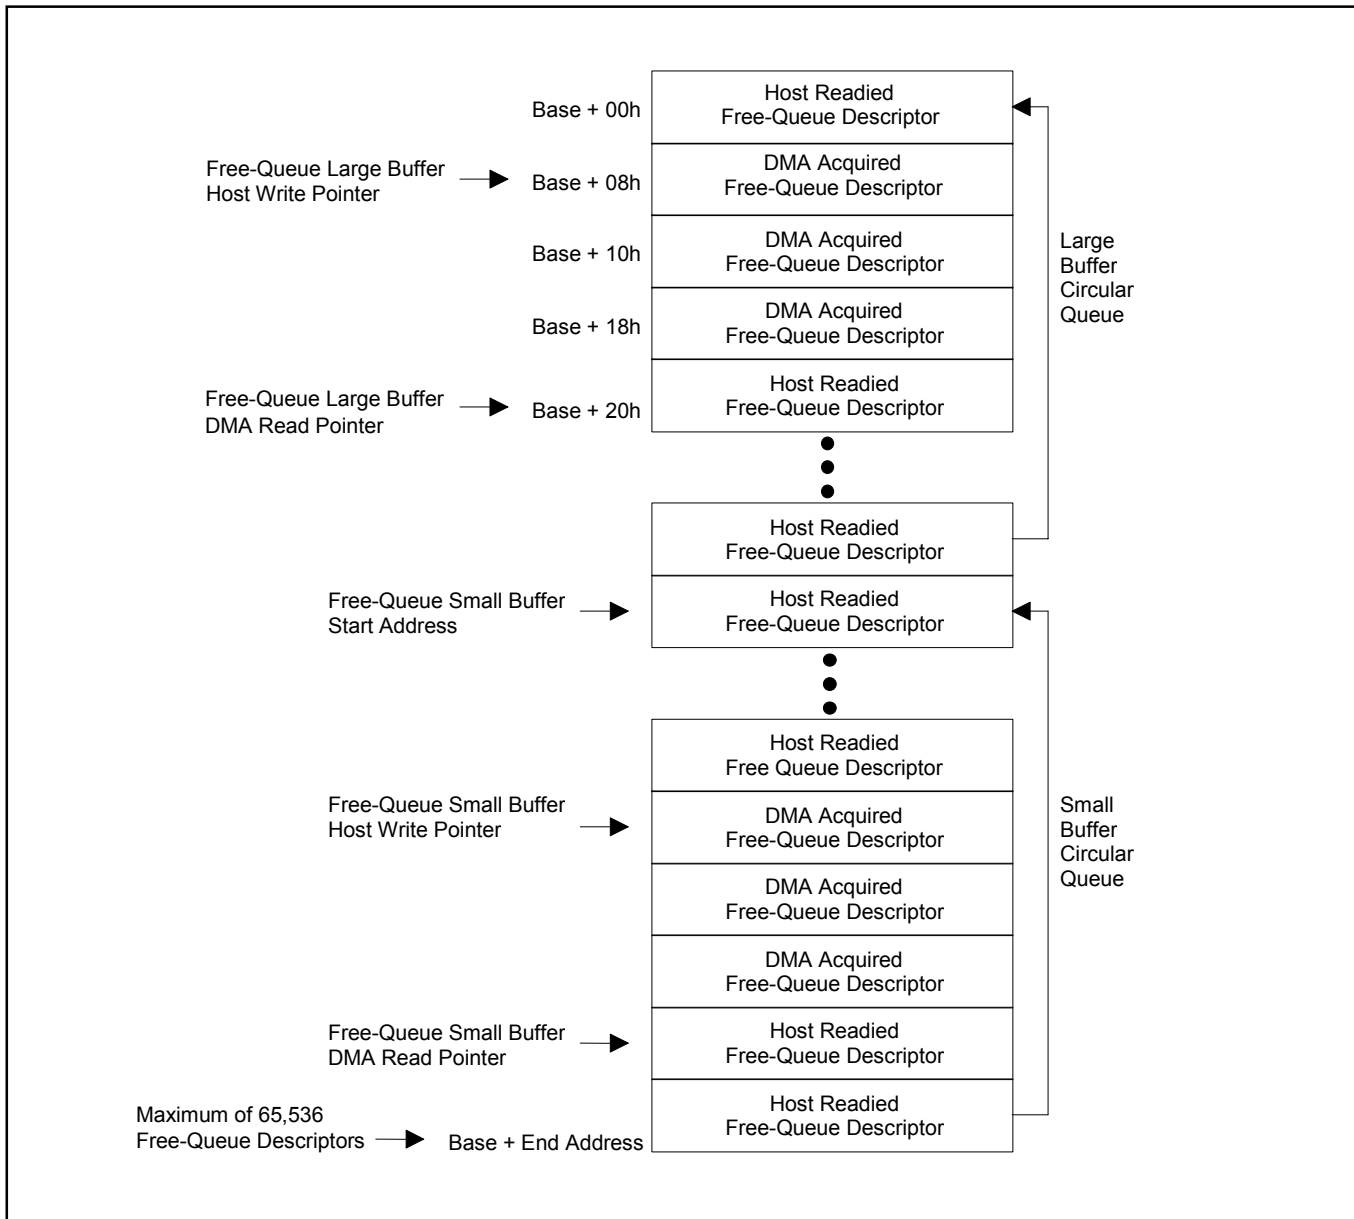 Host Readied
Free-Queue Descriptor
Base + 00h
Free-Queue Large Buffer
Host Write Pointer
Base + 08h
DMA Acquired
Free-Queue Descriptor
Base + 10h
DMA Acquired
Free-Queue Descriptor
Large
Buffer
Circular
Queue
Base + 18h
DMA Acquired
Free-Queue Descriptor
Free-Queue Large Buffer
DMA Read Pointer
Base + 20h
Host Readied
Free-Queue Descriptor
Host Readied
Free-Queue Descriptor
Free-Queue Small Buffer
Start Address
Host Readied
Free-Queue Descriptor
Host Readied
Free Queue Descriptor
Free-Queue Small Buffer
Host Write Pointer
DMA Acquired
Free-Queue Descriptor
Small
Buffer
Circular
Queue
DMA Acquired
Free-Queue Descriptor
DMA Acquired
Free-Queue Descriptor
Free-Queue Small Buffer
DMA Read Pointer
Host Readied
Free-Queue Descriptor
Maximum of 65,536
Free-Queue Descriptors
Base + End Address
Host Readied
Free-Queue Descriptor